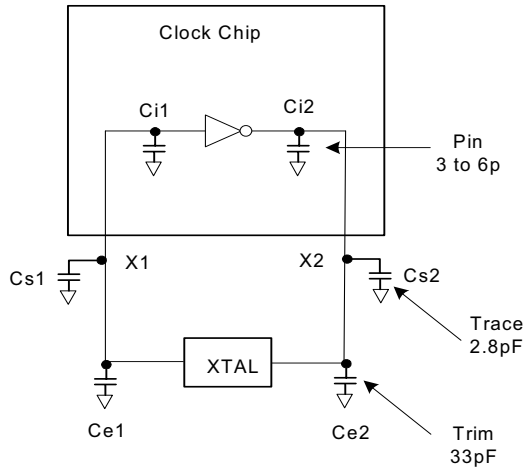 Clock Chip
Ci1
Ci2
Pin
3 to 6p
X1
X2
Cs1
Cs2
Trace
2.8pF
XTAL
Ce1
Ce2
Trim
33pF